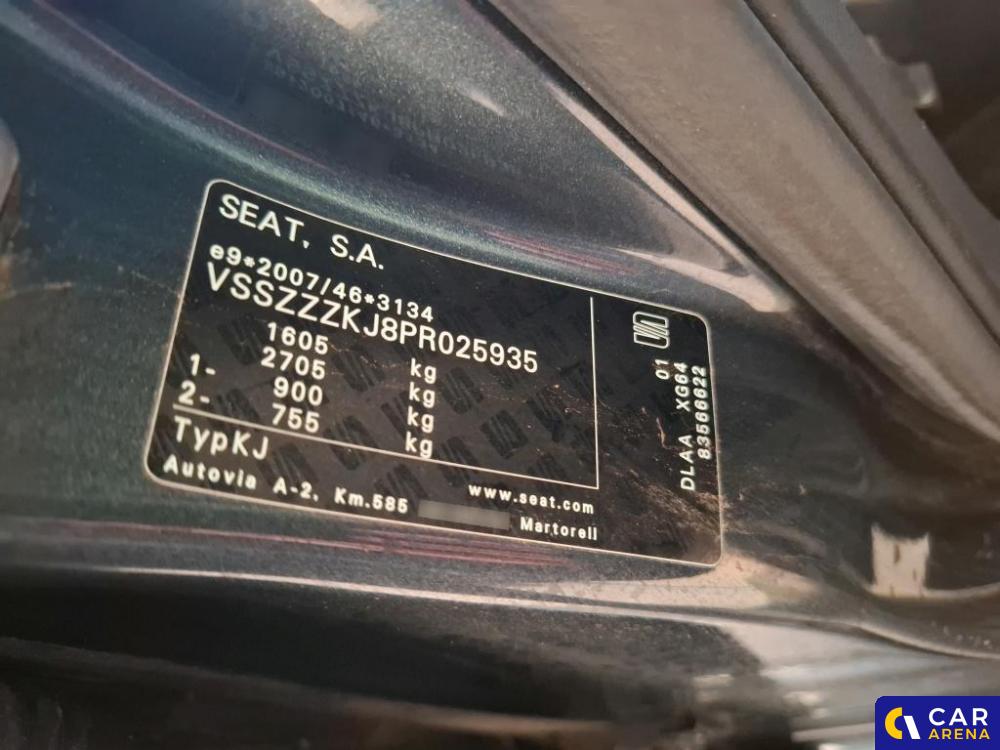 SEAT, S.A.
e9*2007/46*3134
VSSZZZKJ8PR025935
1605 kg
2705 kg
1- 900 kg
2- 755 kg
TypKJ
www.seat.com
Autovia A-2, Km.585 Martorell
01
DLAA XG64
83566622
CAR
ARENA